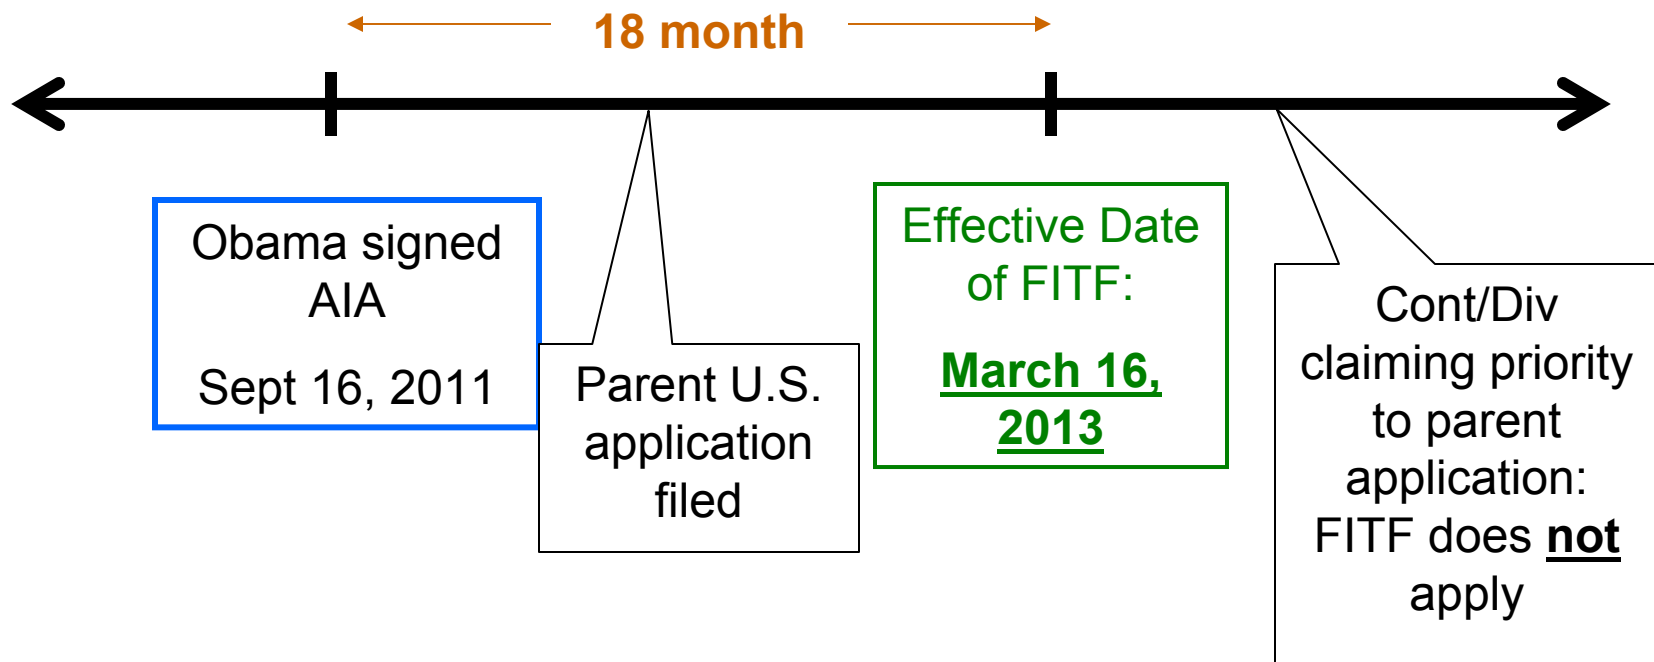 18 month
Obama signed
AIA
Sept 16, 2011
Parent U.S.
application
filed
Effective Date
of FITF:
March 16,
2013
Cont/Div
claiming priority
to parent
application:
FITF does not
apply